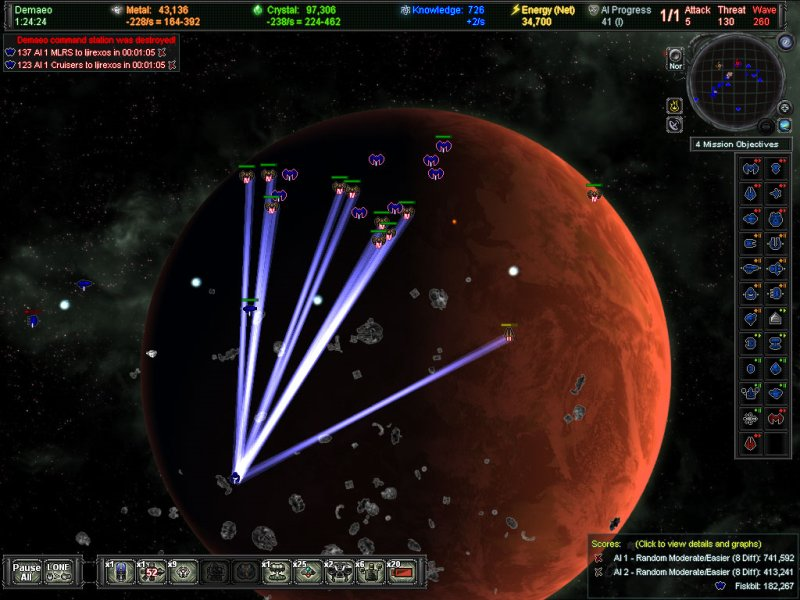 Demaeo
1:24:24
Metal: 43,136
-228/s = 164-392
Crystal: 97,306
-238/s = 224-462
Knowledge: 726
+2/s
Energy (Net)
34,700
AI Progress
41 (I)
1/1
Attack
5
Threat
130
Wave
260
Demaeo command station was destroyed!
137 AI 1 MLRS to Ijrexos in 00:01:05
123 AI 1 Cruisers to Ijrexos in 00:01:05
Nor
4 Mission Objectives
Pause
All
LONE
x1
x1
52
x9
x1
x25
x2
x6
x20
Scores: (Click to view details and graphs)
AI 1 - Random Moderate/Easier (8 Diff): 741,592
AI 2 - Random Moderate/Easier (8 Diff): 413,241
Fiskbit: 182,267